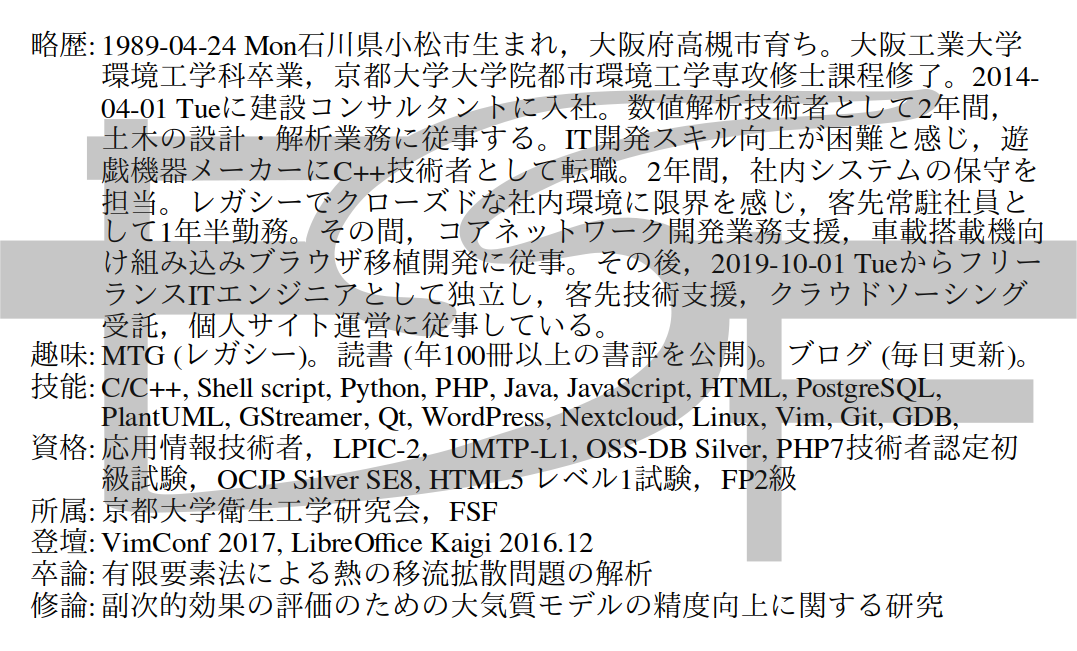 略歴: 1989-04-24 Mon石川県小松市生まれ，大阪府高槻市育ち。大阪工業大学
環境工学科卒業，京都大学大学院都市環境工学専攻修士課程修了。2014-
04-01 Tueに建設コンサルタントに入社。数値解析技術者として2年間，
土木の設計・解析業務に従事する。IT開発スキル向上が困難と感じ，遊
戯機器メーカーにC++技術者として転職。2年間，社内システムの保守を
担当。レガシーでクローズドな社内環境に限界を感じ，客先常駐社員と
して1年半勤務。その間，コアネットワーク開発業務支援，車載搭載機向
け組み込みブラウザ移植開発に従事。その後，2019-10-01 Tueからフリー
ランスITエンジニアとして独立し，客先技術支援，クラウドソーシング
受託，個人サイト運営に従事している。
趣味: MTG (レガシー)。読書 (年100冊以上の書評を公開)。ブログ (毎日更新)。
技能: C/C++, Shell script, Python, PHP, Java, JavaScript, HTML, PostgreSQL,
PlantUML, GStreamer, Qt, WordPress, Nextcloud, Linux, Vim, Git, GDB,
資格: 応用情報技術者，LPIC-2，UMTP-L1, OSS-DB Silver, PHP7技術者認定初
級試験，OCJP Silver SE8, HTML5 レベル1試験，FP2級
所属: 京都大学衛生工学研究会，FSF
登壇: VimConf 2017, LibreOffice Kaigi 2016.12
卒論: 有限要素法による熱の移流拡散問題の解析
修論: 副次的効果の評価のための大気質モデルの精度向上に関する研究